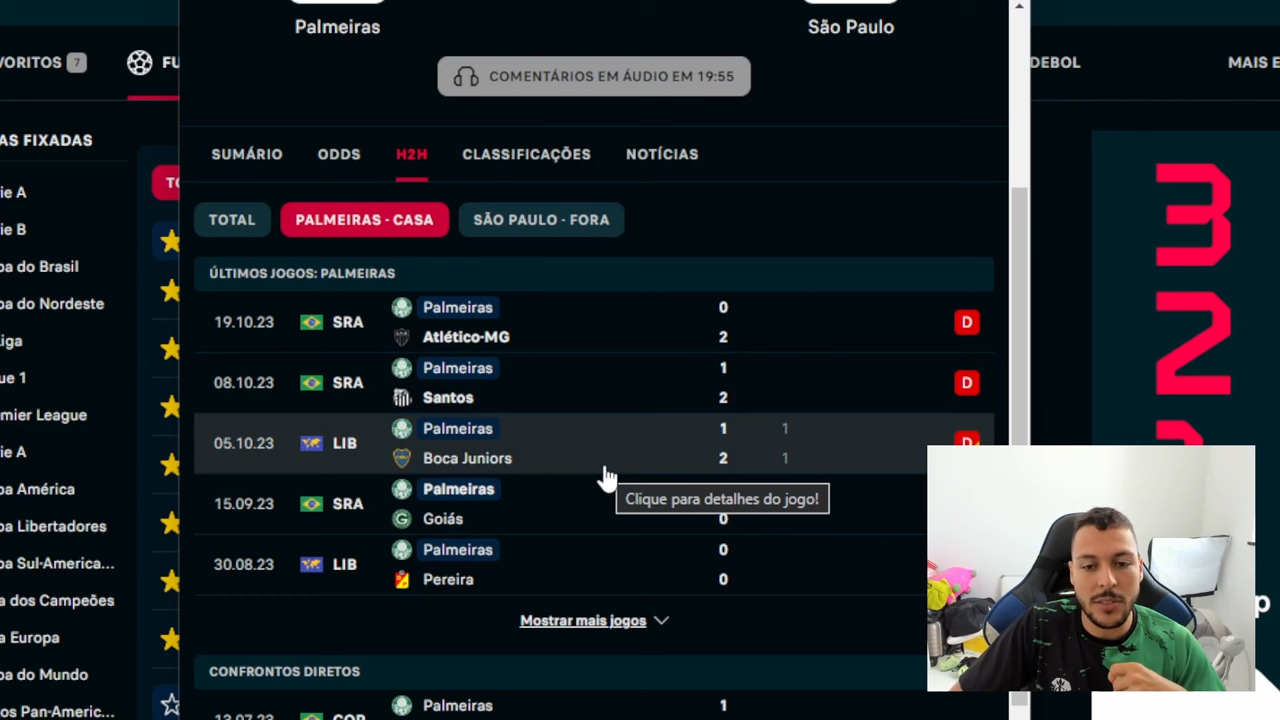 Palmeiras
São Paulo
COMENTÁRIOS EM ÁUDIO EM 19:55
VORITOS 7
FU
DEBOL
MAIS E
AS FIXADAS
SUMÁRIO ODDS H2H CLASSIFICAÇÕES NOTÍCIAS
ie A
ie B
pa do Brasil
pa do Nordeste
iga
ue 1
mier League
ie A
pa América
pa Libertadores
pa Sul-America...
a dos Campeões
a Europa
pa do Mundo
os Pan-Americ...
TO
TOTAL PALMEIRAS - CASA SÃO PAULO - FORA
ÚLTIMOS JOGOS: PALMEIRAS
19.10.23 SRA Palmeiras 0
Atlético-MG 2 D
08.10.23 SRA Palmeiras 1
Santos 2 D
05.10.23 LIB Palmeiras 1 1
Boca Juniors 2 1 D
Clique para detalhes do jogo!
15.09.23 SRA Palmeiras
Goiás 0
30.08.23 LIB Palmeiras 0
Pereira 0
Mostrar mais jogos
CONFRONTOS DIRETOS
13.07.23 COP Palmeiras 1